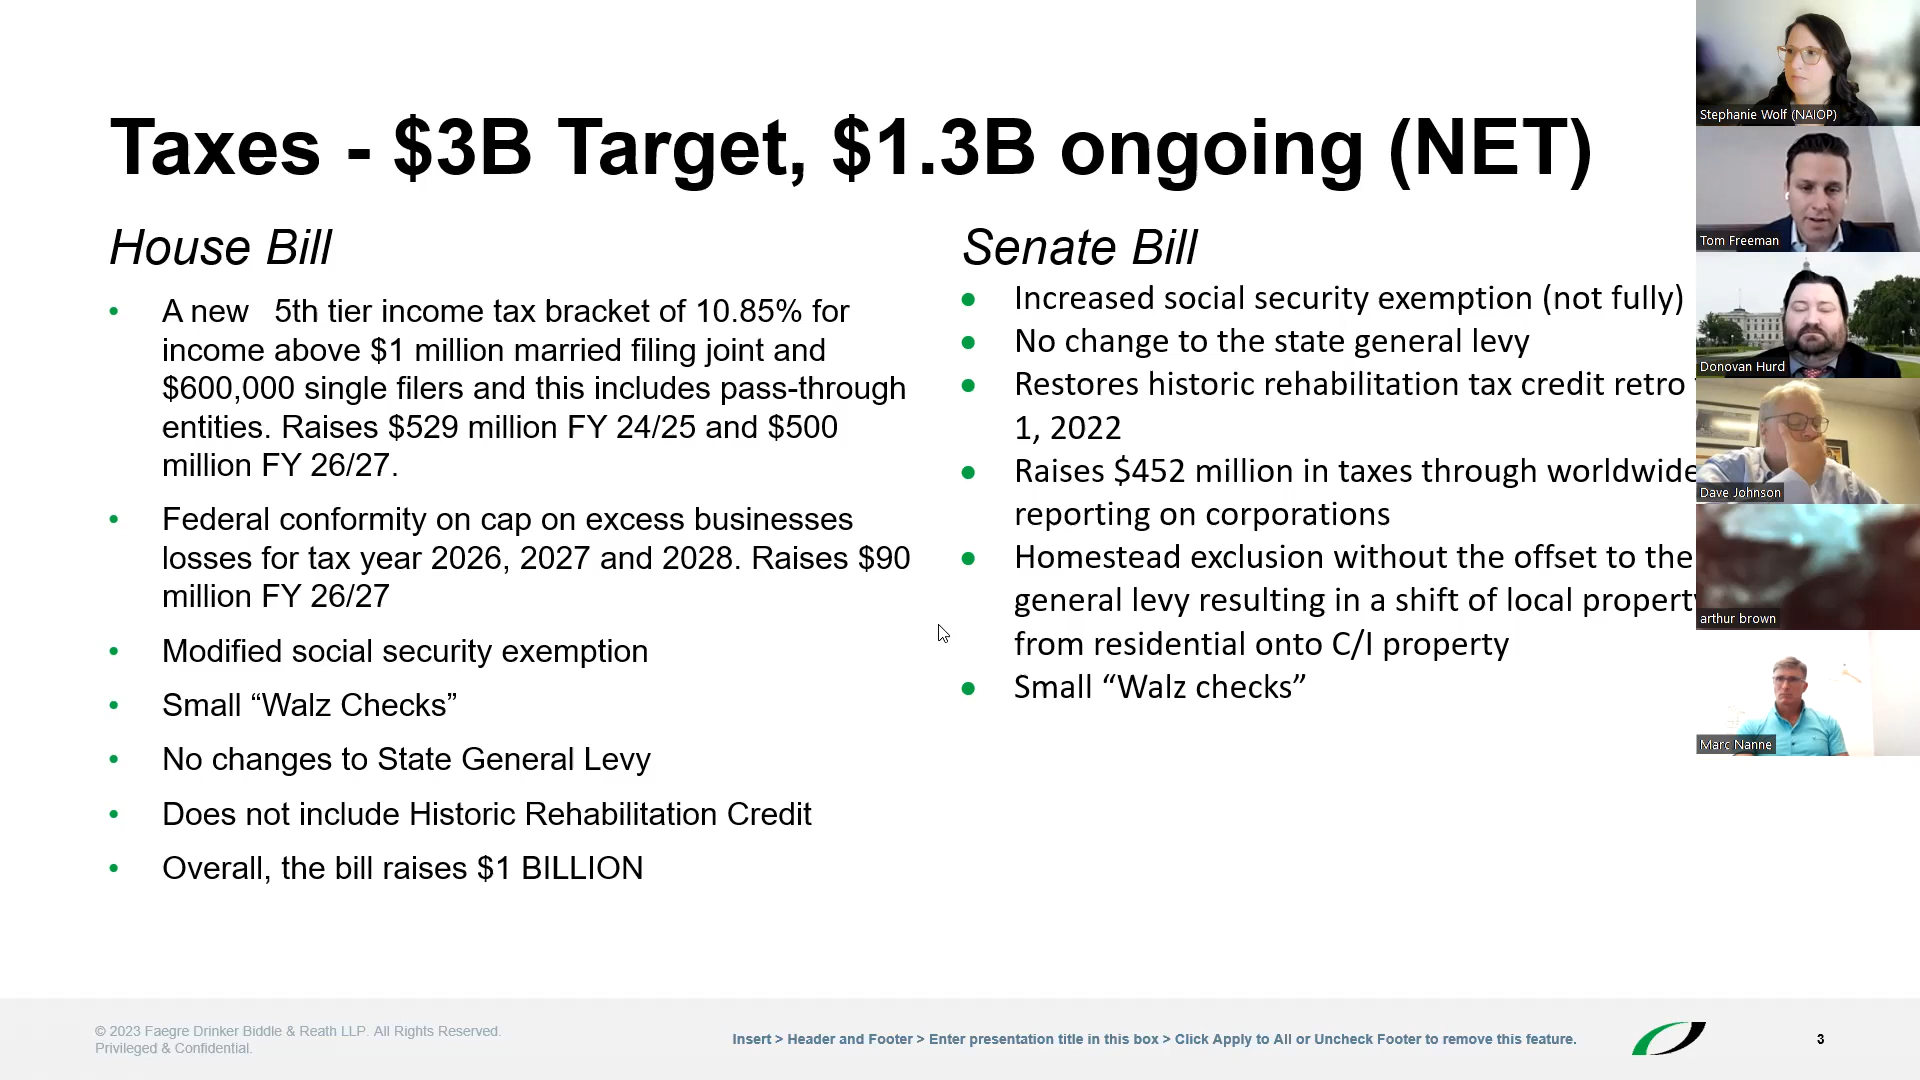 Taxes - $3B Target, $1.3B ongoing (NET)
House Bill
• A new 5th tier income tax bracket of 10.85% for
income above $1 million married filing joint and
$600,000 single filers and this includes pass-through
entities. Raises $529 million FY 24/25 and $500
million FY 26/27.
• Federal conformity on cap on excess businesses
losses for tax year 2026, 2027 and 2028. Raises $90
million FY 26/27
• Modified social security exemption
• Small “Walz Checks”
• No changes to State General Levy
• Does not include Historic Rehabilitation Credit
• Overall, the bill raises $1 BILLION
Senate Bill
• Increased social security exemption (not fully)
• No change to the state general levy
• Restores historic rehabilitation tax credit retro
1, 2022
• Raises $452 million in taxes through worldwide
reporting on corporations
• Homestead exclusion without the offset to the
general levy resulting in a shift of local property
from residential onto C/I property
• Small “Walz checks”
Stephanie Wolf (NAIOP)
Tom Freeman
Donovan Hurd
Dave Johnson
arthur brown
Marc Nanne
© 2023 Faegre Drinker Biddle & Reath LLP. All Rights Reserved.
Privileged & Confidential.
Insert > Header and Footer > Enter presentation title in this box > Click Apply to All or Uncheck Footer to remove this feature.
3